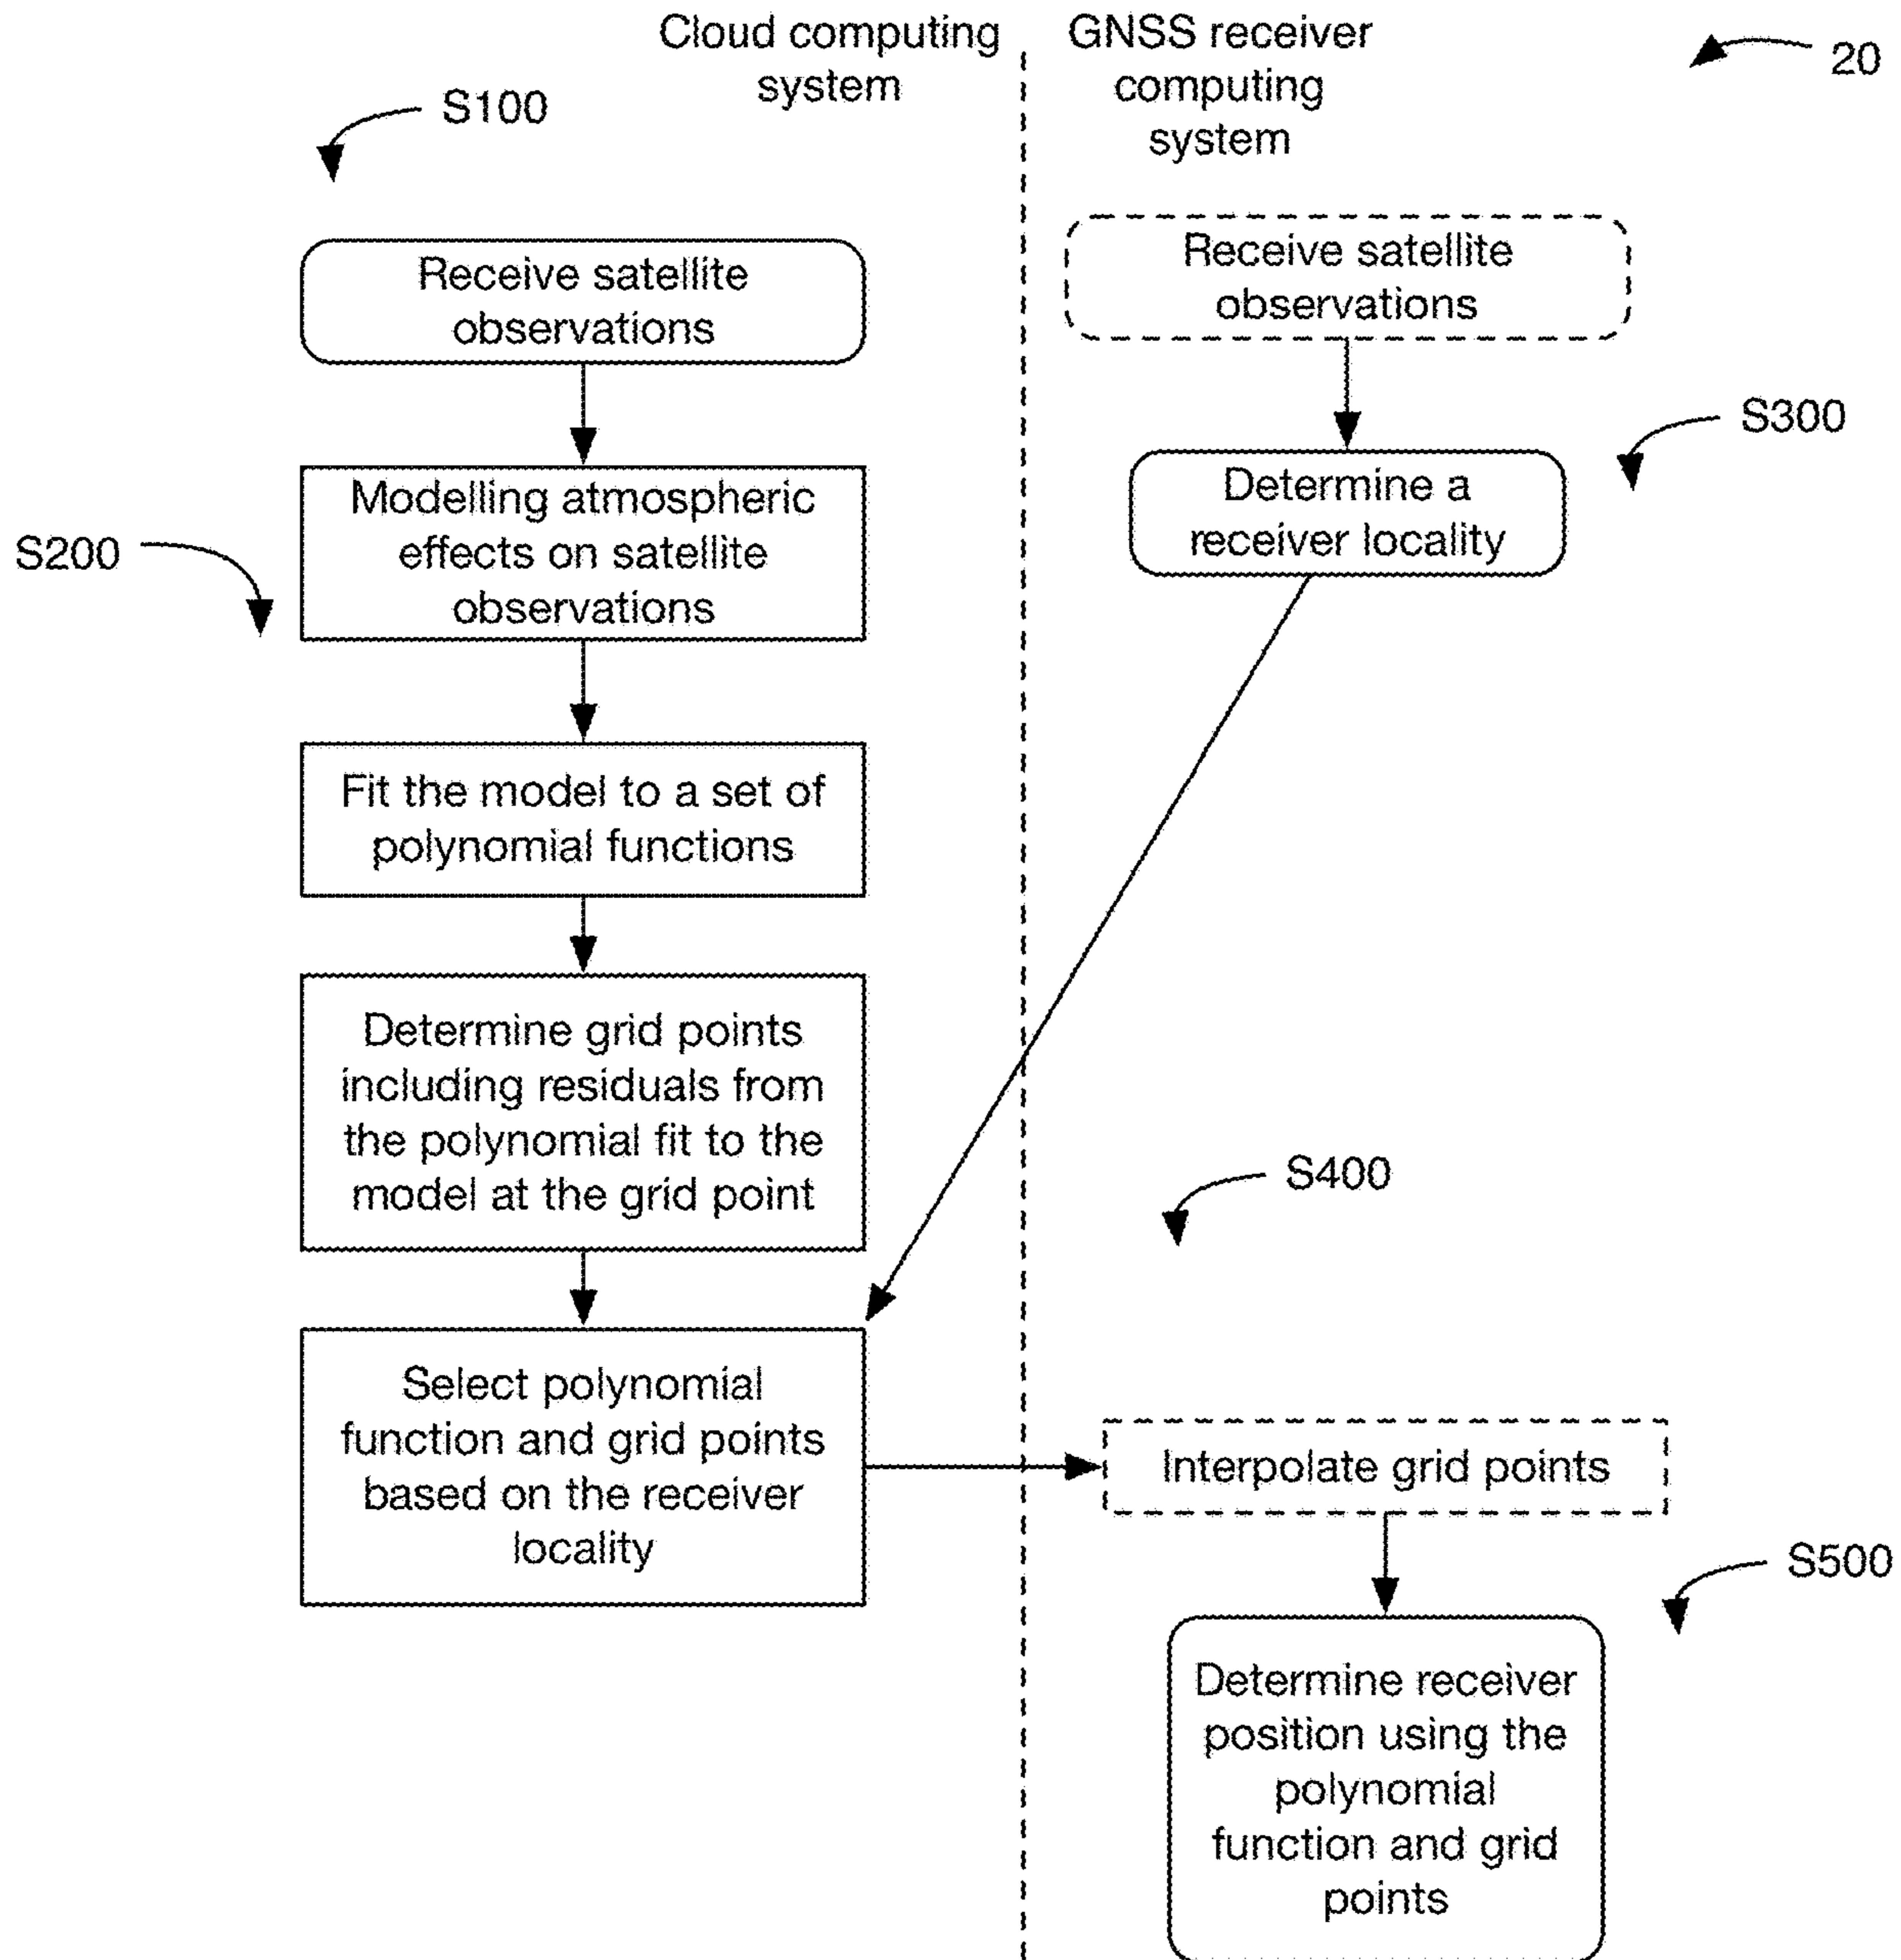 Cloud computing
system
GNSS receiver
computing
system
20
S100
Receive satellite
observations
Receive satellite
observations
S300
Determine a
receiver locality
S200
Modelling atmospheric
effects on satellite
observations
Fit the model to a set of
polynomial functions
Determine grid points
including residuals from
the polynomial fit to the
model at the grid point
S400
Select polynomial
function and grid points
based on the receiver
locality
Interpolate grid points
S500
Determine receiver
position using the
polynomial
function and grid
points